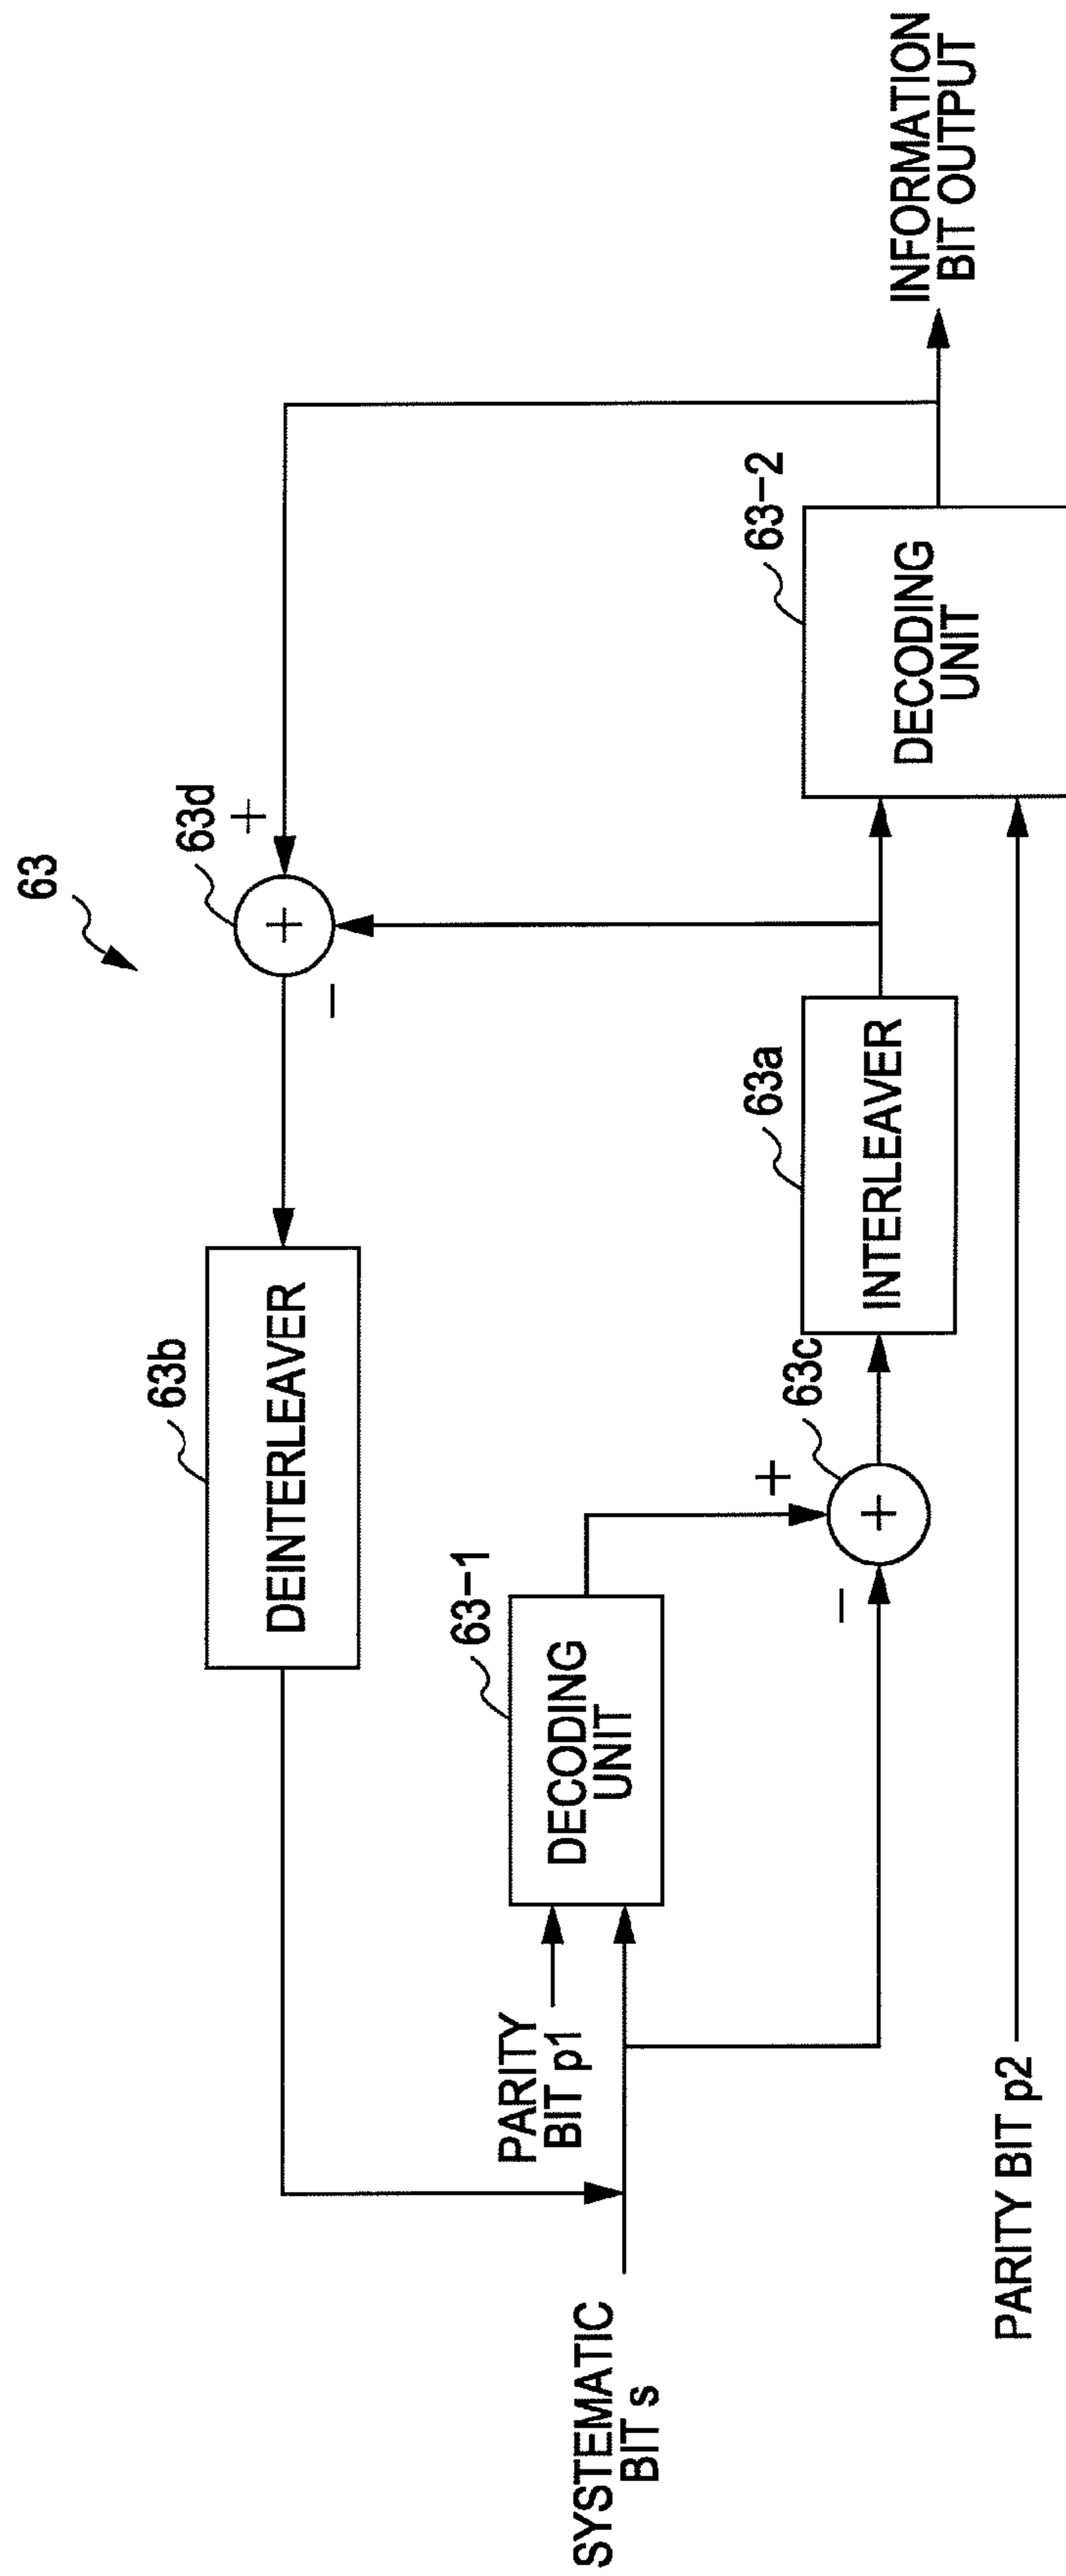 63
63b
DEINTERLEAVER
63d
+
+
−
63-1
DECODING
UNIT
PARITY
BIT p1
SYSTEMATIC
BIT s
+
−
+
63c
63a
INTERLEAVER
63-2
DECODING
UNIT
INFORMATION
BIT OUTPUT
PARITY BIT p2